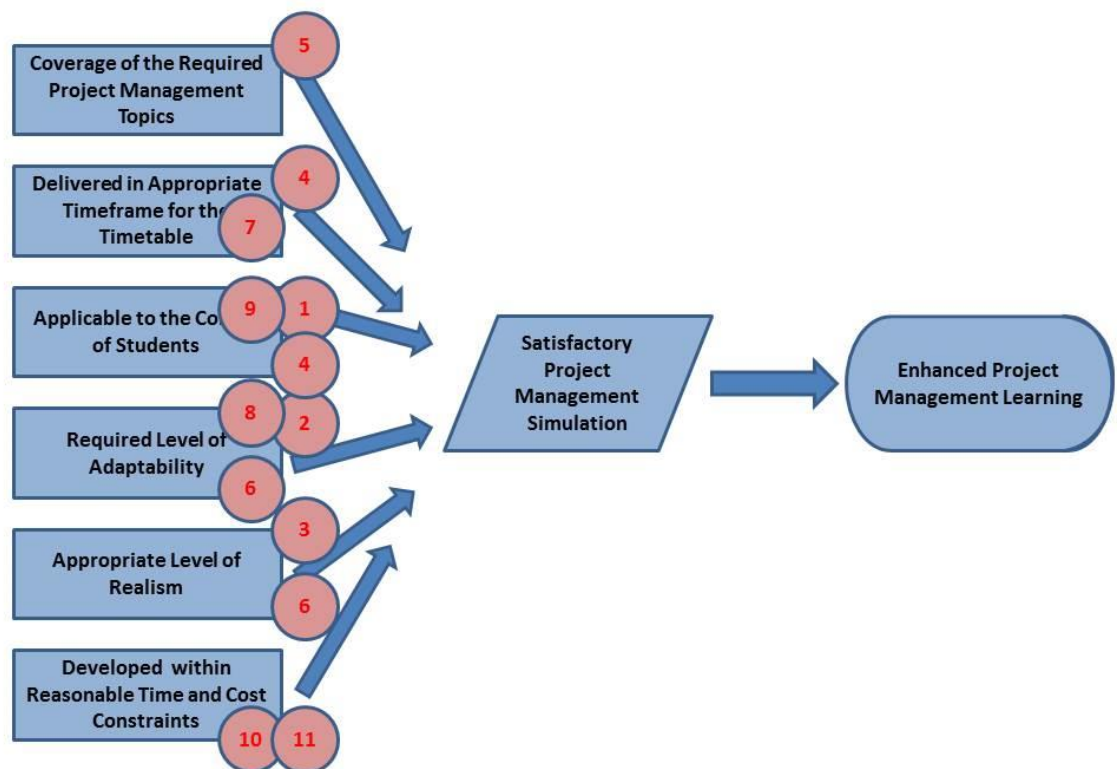 5
Coverage of the Required
Project Management
Topics
4
Delivered in Appropriate
Timeframe for the
7
Timetable
9
1
Applicable to the
of Students
4
8
2
Required Level of
Adaptability
6
3
Appropriate Level of
Realism
6
Developed within
Reasonable Time and Cost
Constraints
10
11
Satisfactory
Project
Management
Simulation
Enhanced Project
Management Learning